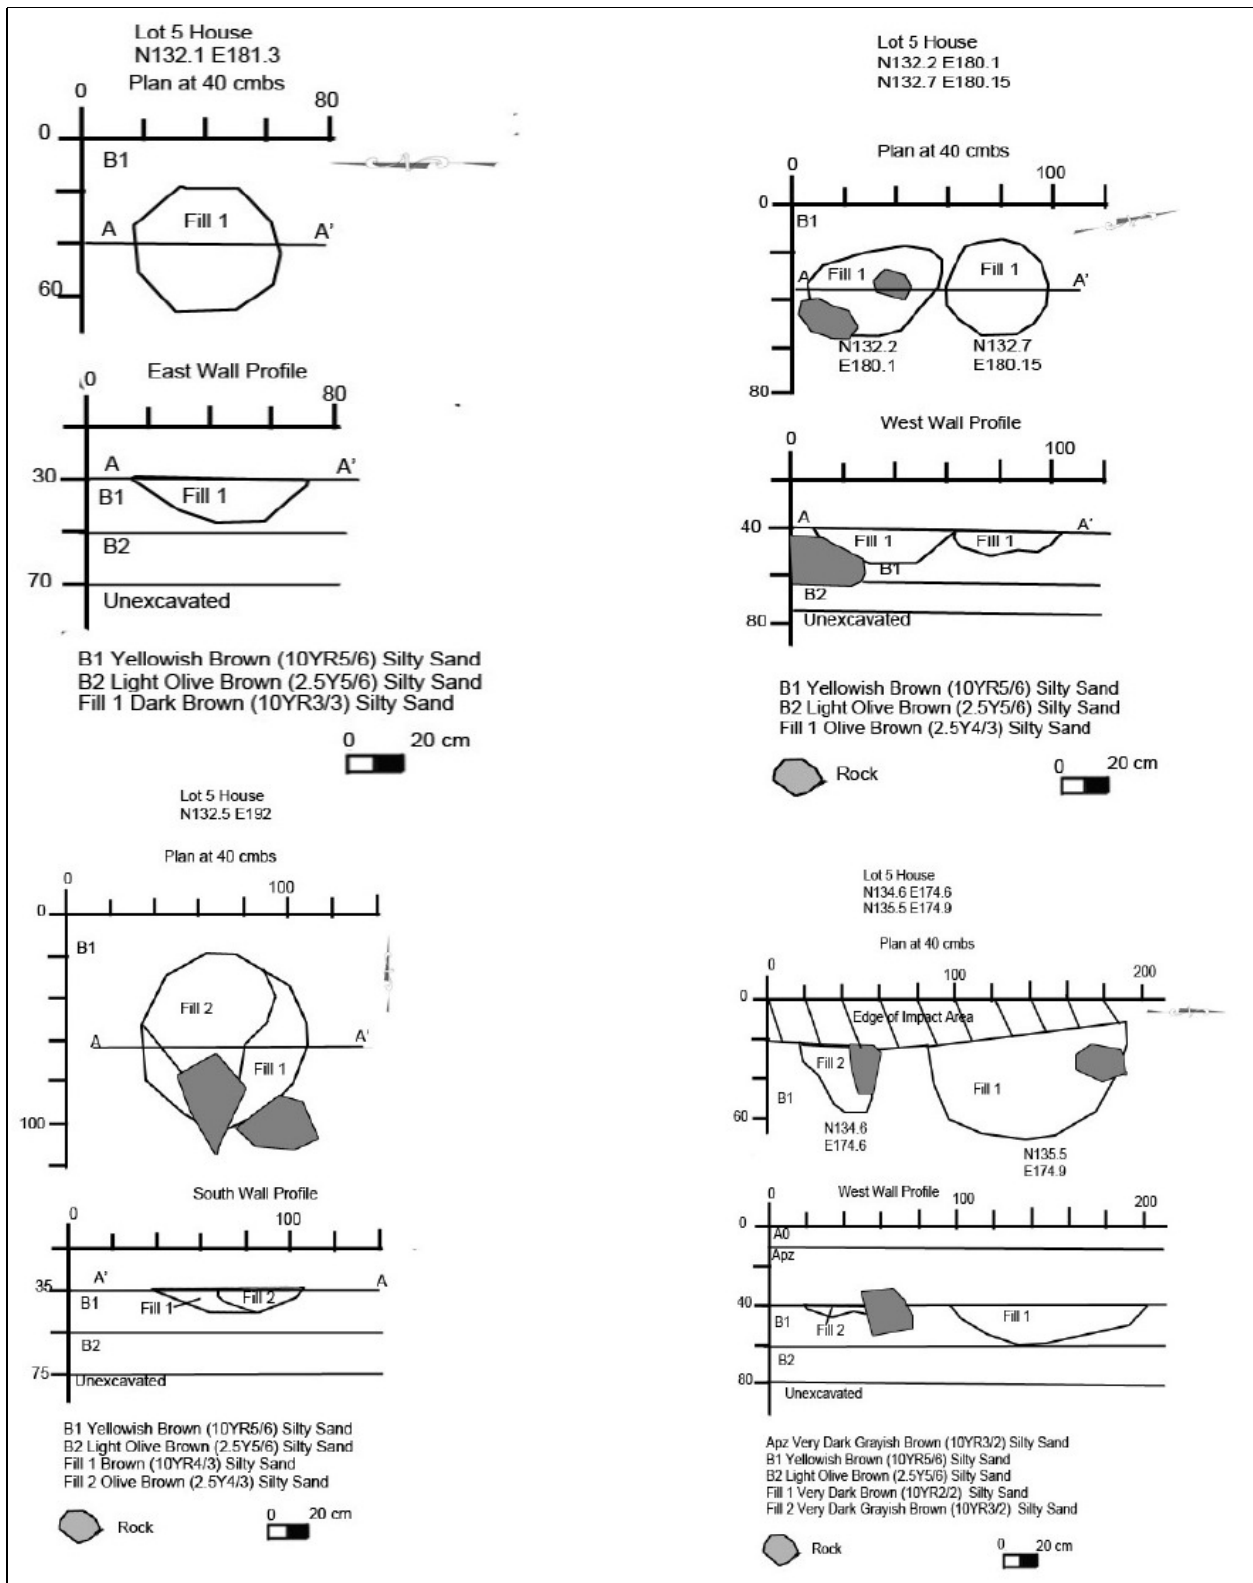 Lot 5 House
N132.1 E181.3
Plan at 40 cmbs
0 80
0
B1
Fill 1
A A'
60
East Wall Profile
0 80
A A'
30
B1 Fill 1
B2
70
Unexcavated
B1 Yellowish Brown (10YR5/6) Silty Sand
B2 Light Olive Brown (2.5Y5/6) Silty Sand
Fill 1 Dark Brown (10YR3/3) Silty Sand
0 20 cm
Lot 5 House
N132.2 E180.1
N132.7 E180.15
Plan at 40 cmbs
0 100
0
B1
Fill 1 Fill 1
A A'
N132.2 N132.7
E180.1 E180.15
80
West Wall Profile
0 100
A A'
40
Fill 1 Fill 1
B1
B2
80 Unexcavated
B1 Yellowish Brown (10YR5/6) Silty Sand
B2 Light Olive Brown (2.5Y5/6) Silty Sand
Fill 1 Olive Brown (2.5Y4/3) Silty Sand
Rock
0 20 cm
Lot 5 House
N132.5 E192
Plan at 40 cmbs
0 100
0
B1
Fill 2
A A'
Fill 1
100
South Wall Profile
0 100
A' A
35
B1 Fill 1 Fill 2
B2
75
Unexcavated
B1 Yellowish Brown (10YR5/6) Silty Sand
B2 Light Olive Brown (2.5Y5/6) Silty Sand
Fill 1 Brown (10YR4/3) Silty Sand
Fill 2 Olive Brown (2.5Y4/3) Silty Sand
Rock
0 20 cm
Lot 5 House
N134.6 E174.6
N135.5 E174.9
Plan at 40 cmbs
0 100 200
0
Edge of Impact Area
Fill 2
B1 Fill 1
60
N134.6 N135.5
E174.6 E174.9
West Wall Profile
0 100 200
0
A0
Apz
40
B1 Fill 2 Fill 1
B2
80
Unexcavated
Apz Very Dark Grayish Brown (10YR3/2) Silty Sand
B1 Yellowish Brown (10YR5/6) Silty Sand
B2 Light Olive Brown (2.5Y5/6) Silty Sand
Fill 1 Very Dark Brown (10YR2/2) Silty Sand
Fill 2 Very Dark Grayish Brown (10YR3/2) Silty Sand
Rock
0 20 cm